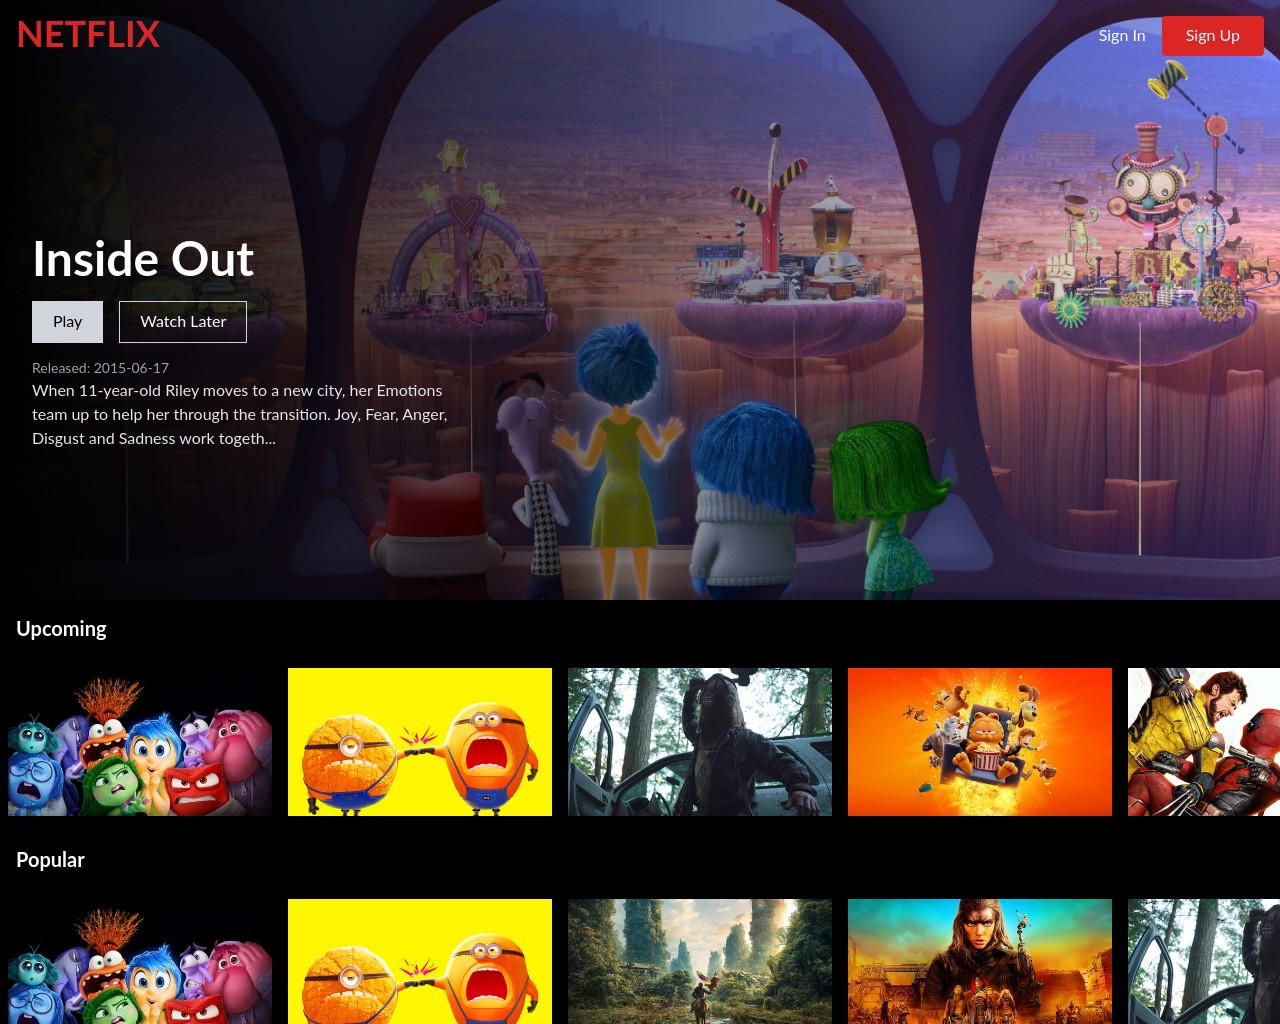 NETFLIX
Sign In
Sign Up
Inside Out
Play
Watch Later
Released: 2015-06-17
When 11-year-old Riley moves to a new city, her Emotions
team up to help her through the transition. Joy, Fear, Anger,
Disgust and Sadness work togeth...
Upcoming
Popular